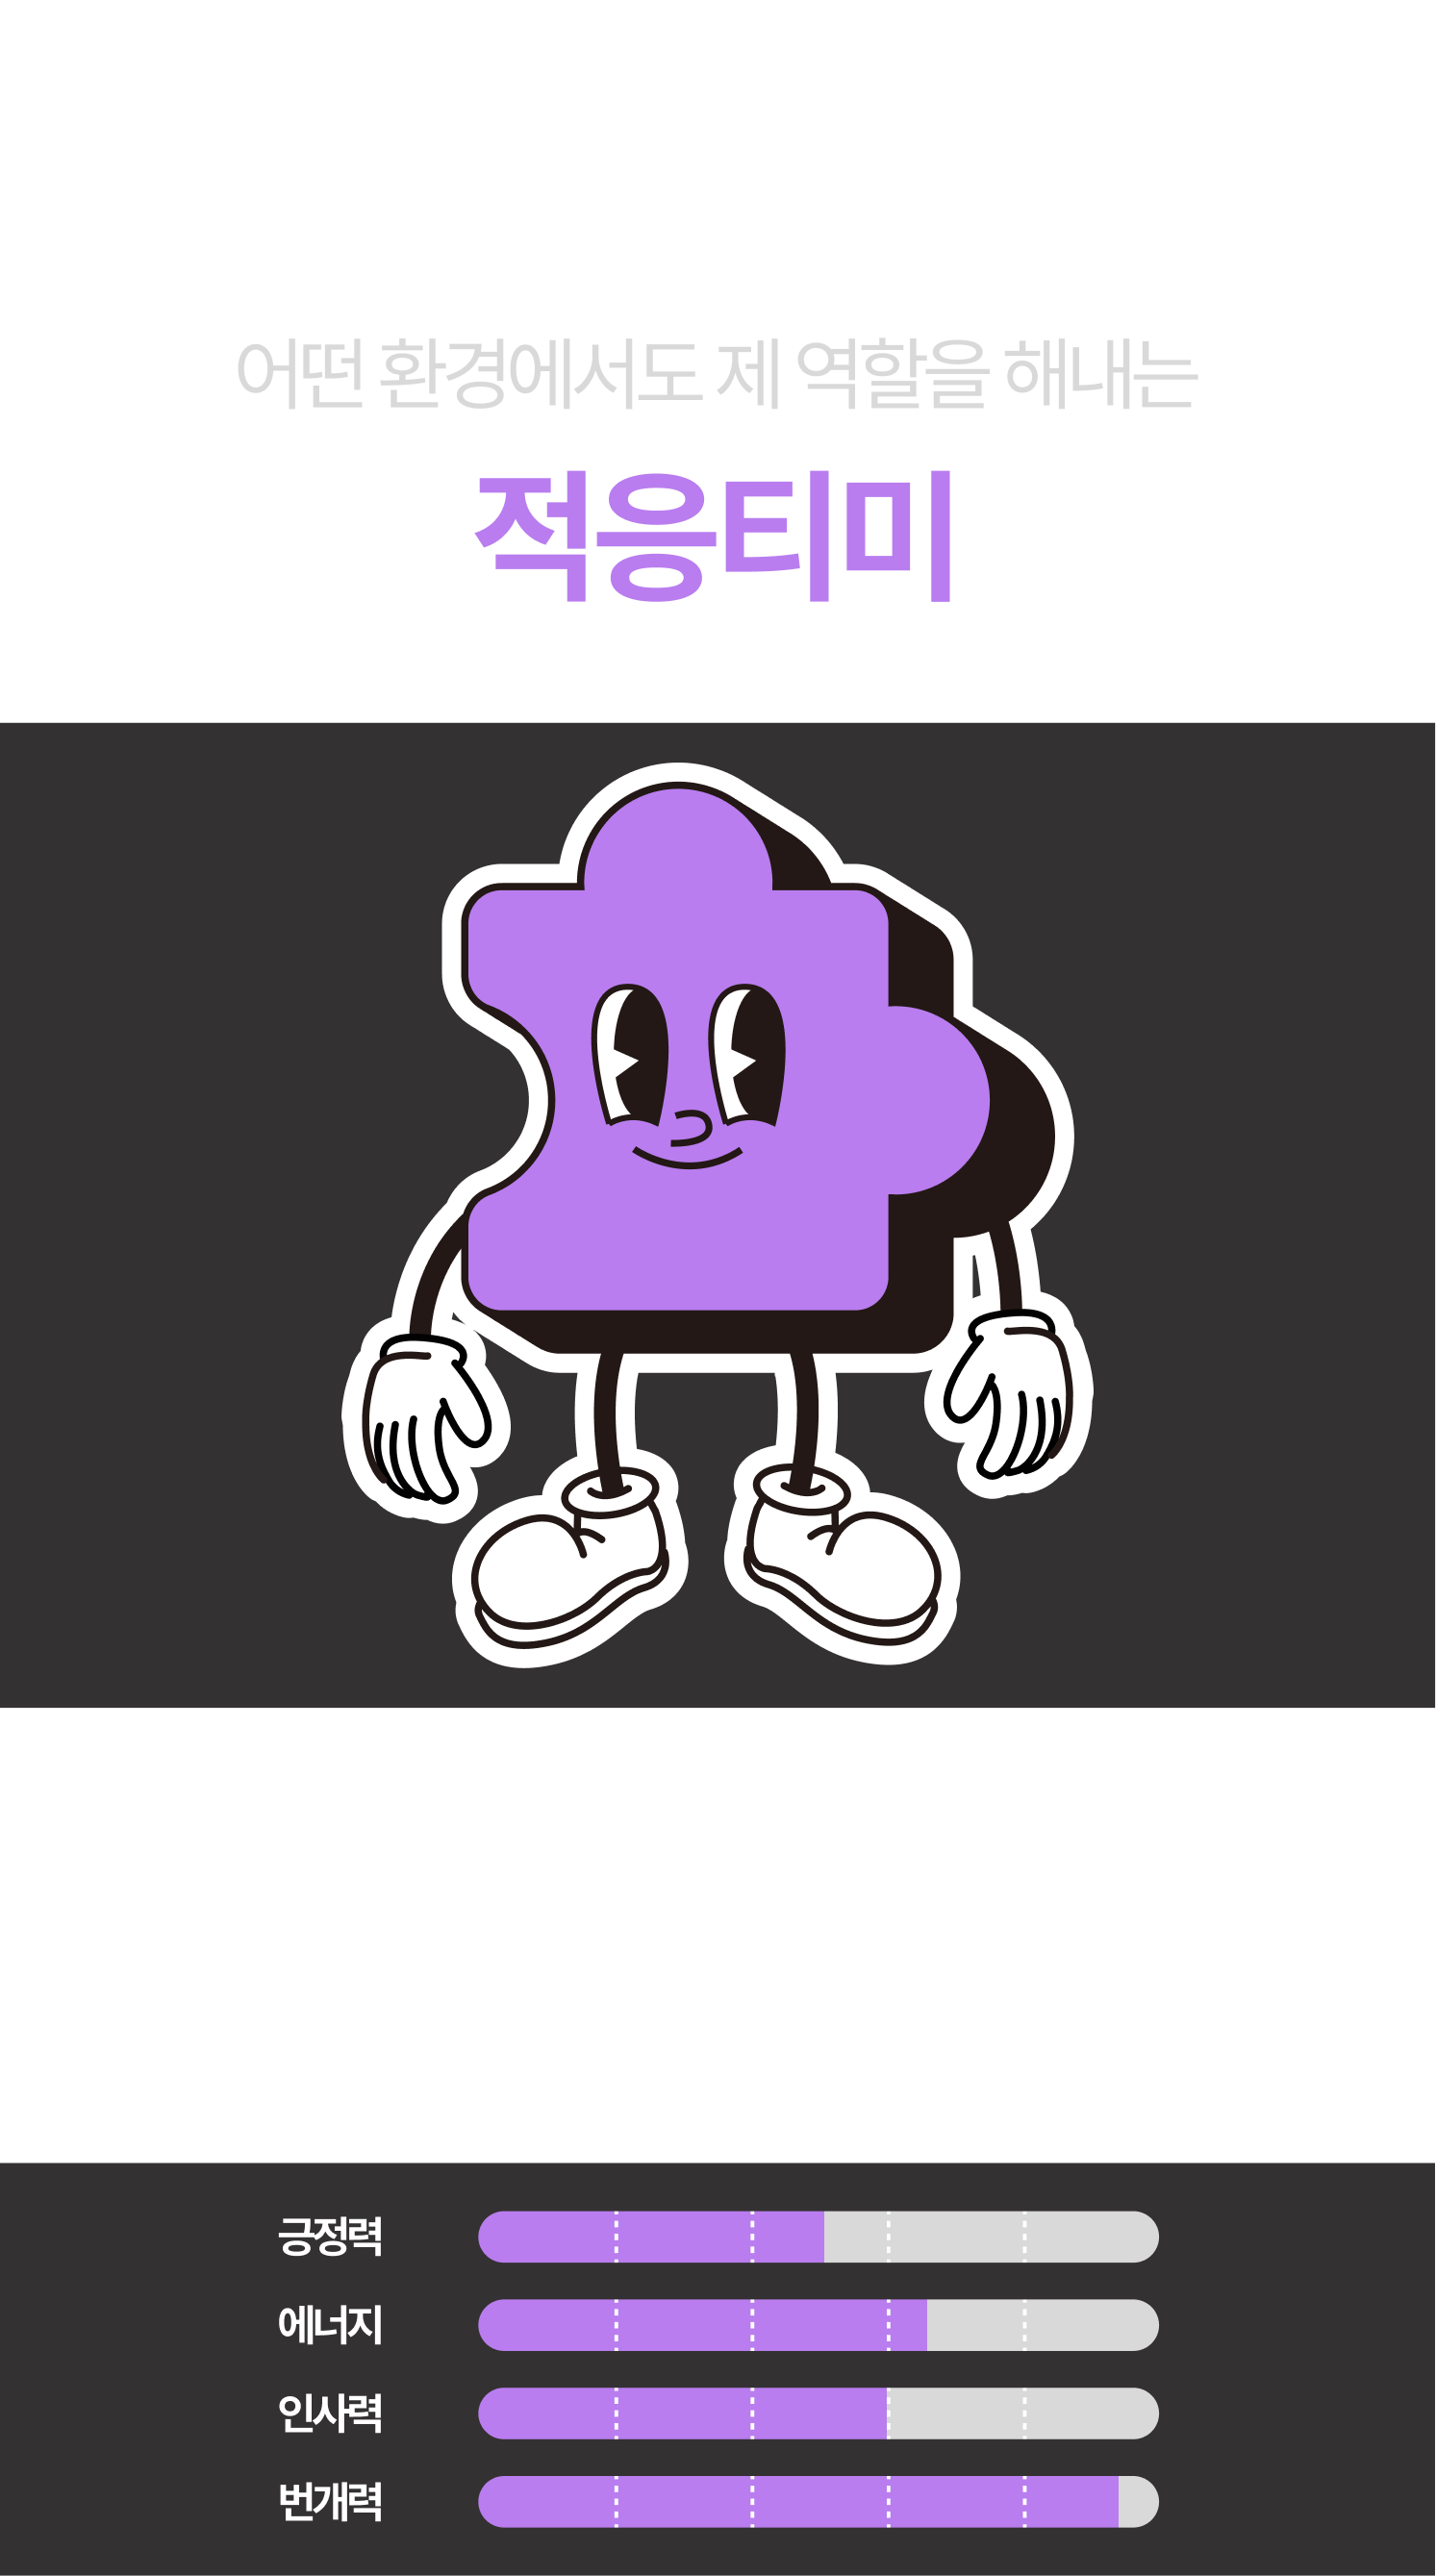 어떤 환경에서도 제 역할을 해내는
적응티미
긍정력
에너지
인사력
번개력